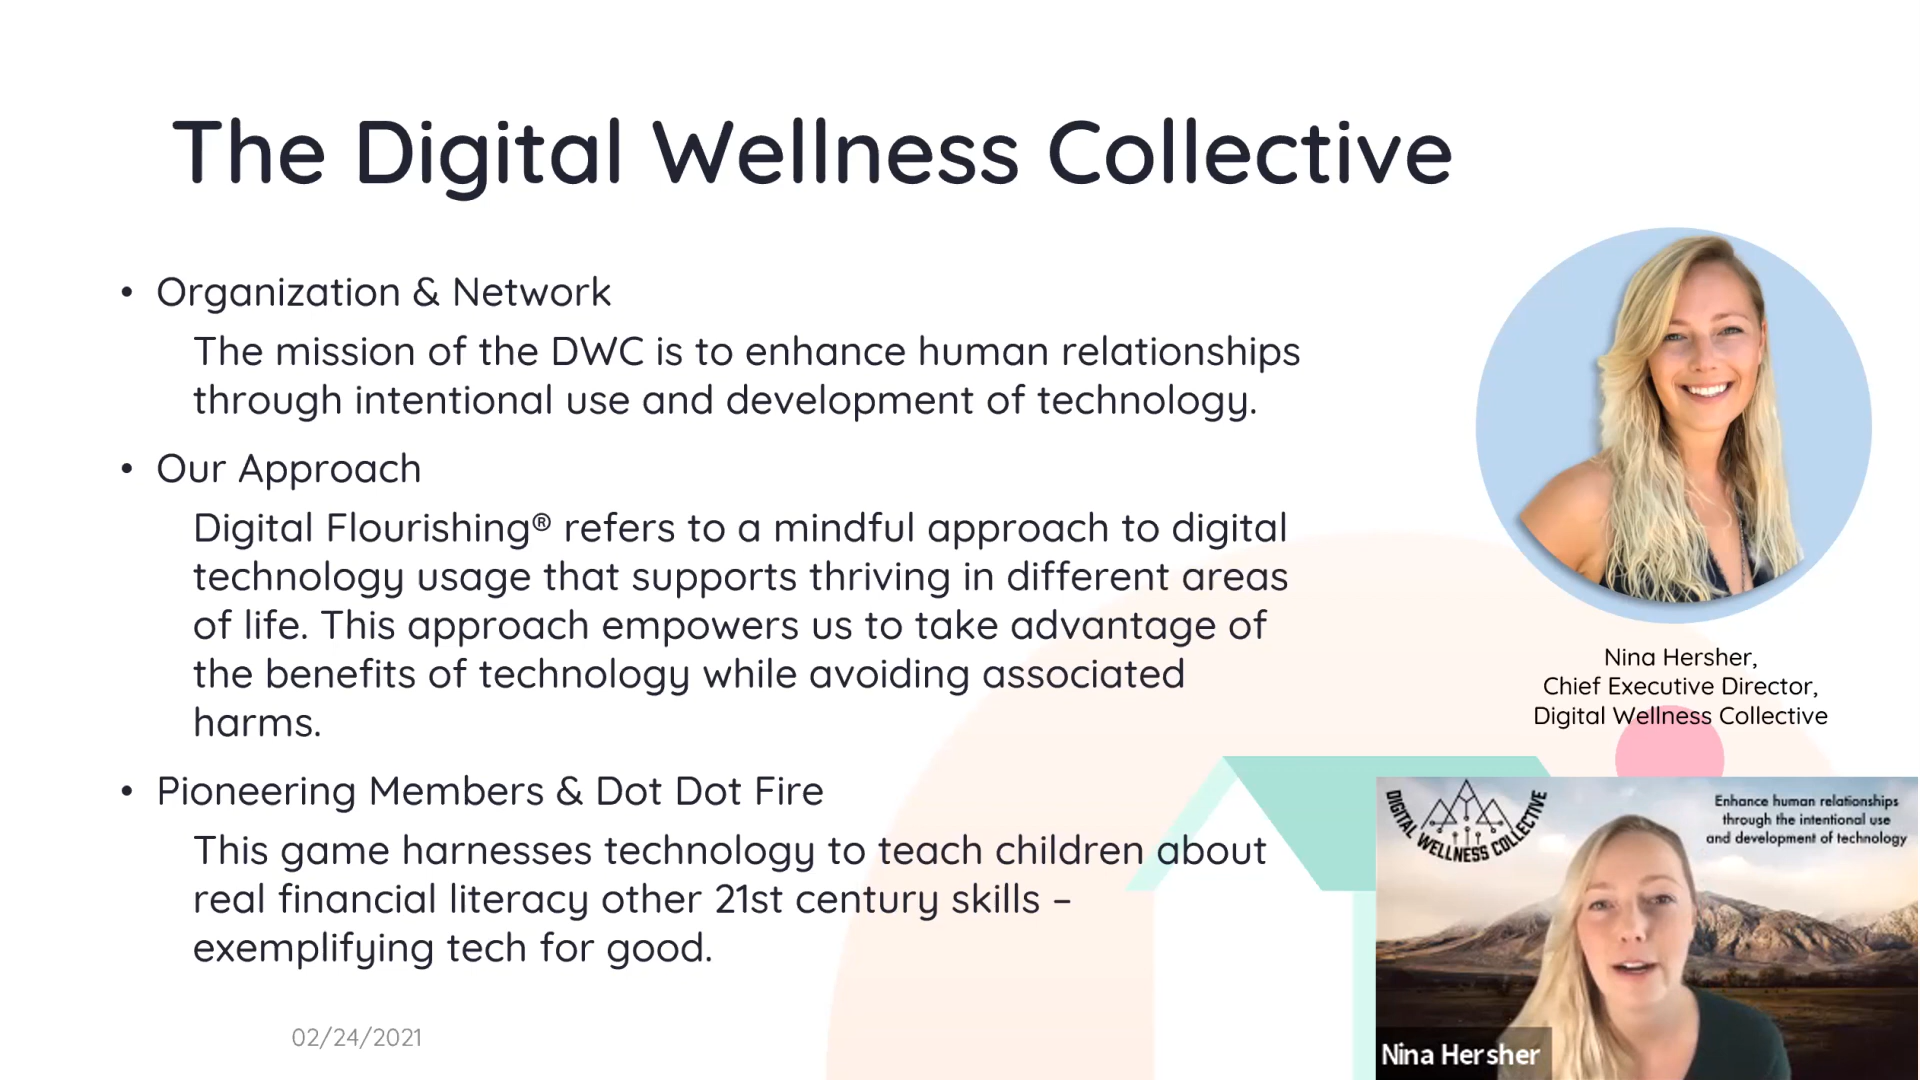 The Digital Wellness Collective
• Organization & Network
The mission of the DWC is to enhance human relationships
through intentional use and development of technology.
• Our Approach
Digital Flourishing® refers to a mindful approach to digital
technology usage that supports thriving in different areas
of life. This approach empowers us to take advantage of
the benefits of technology while avoiding associated
harms.
• Pioneering Members & Dot Dot Fire
This game harnesses technology to teach children about
real financial literacy other 21st century skills –
exemplifying tech for good.
02/24/2021
Nina Hersher,
Chief Executive Director,
Digital Wellness Collective
DIGITAL WELLNESS COLLECTIVE
Enhance human relationships
through the intentional use
and development of technology
Nina Hersher